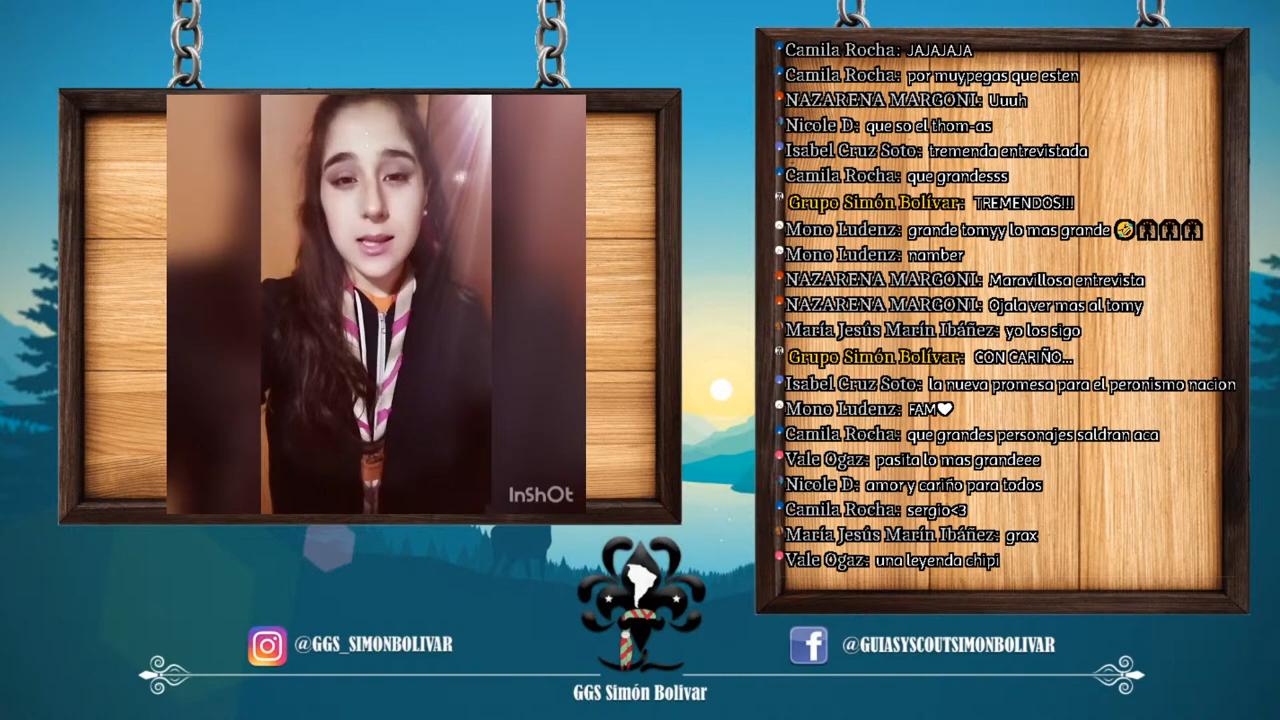 InShOt
Camila Rocha: JAJAJAJA
Camila Rocha: por muypegas que esten
NAZARENA MARGONI: Uuuh
Nicole D: que so el thom-as
Isabel Cruz Soto: tremenda entrevistada
Camila Rocha: que grandesss
Grupo Simón Bolívar: TREMENDOS!!!
Mono Ludenz: grande tomyy lo mas grande 🤣
Mono Ludenz: namber
NAZARENA MARGONI: Maravillosa entrevista
NAZARENA MARGONI: Ojala ver mas al tomy
María Jesús Marín Ibáñez: yo los sigo
Grupo Simón Bolívar: CON CARIÑO...
Isabel Cruz Soto: la nueva promesa para el peronismo nacion
Mono Ludenz: FAM🤍
Camila Rocha: que grandes personajes saldran aca
Vale Ogaz: pasita lo mas grandeee
Nicole D: amor y cariño para todos
Camila Rocha: sergio<3
María Jesús Marín Ibáñez: grax
Vale Ogaz: una leyenda chipi
@GGS_SIMONBOLIVAR
@GUIASYSCOUTSIMONBOLIVAR
GGS Simón Bolivar